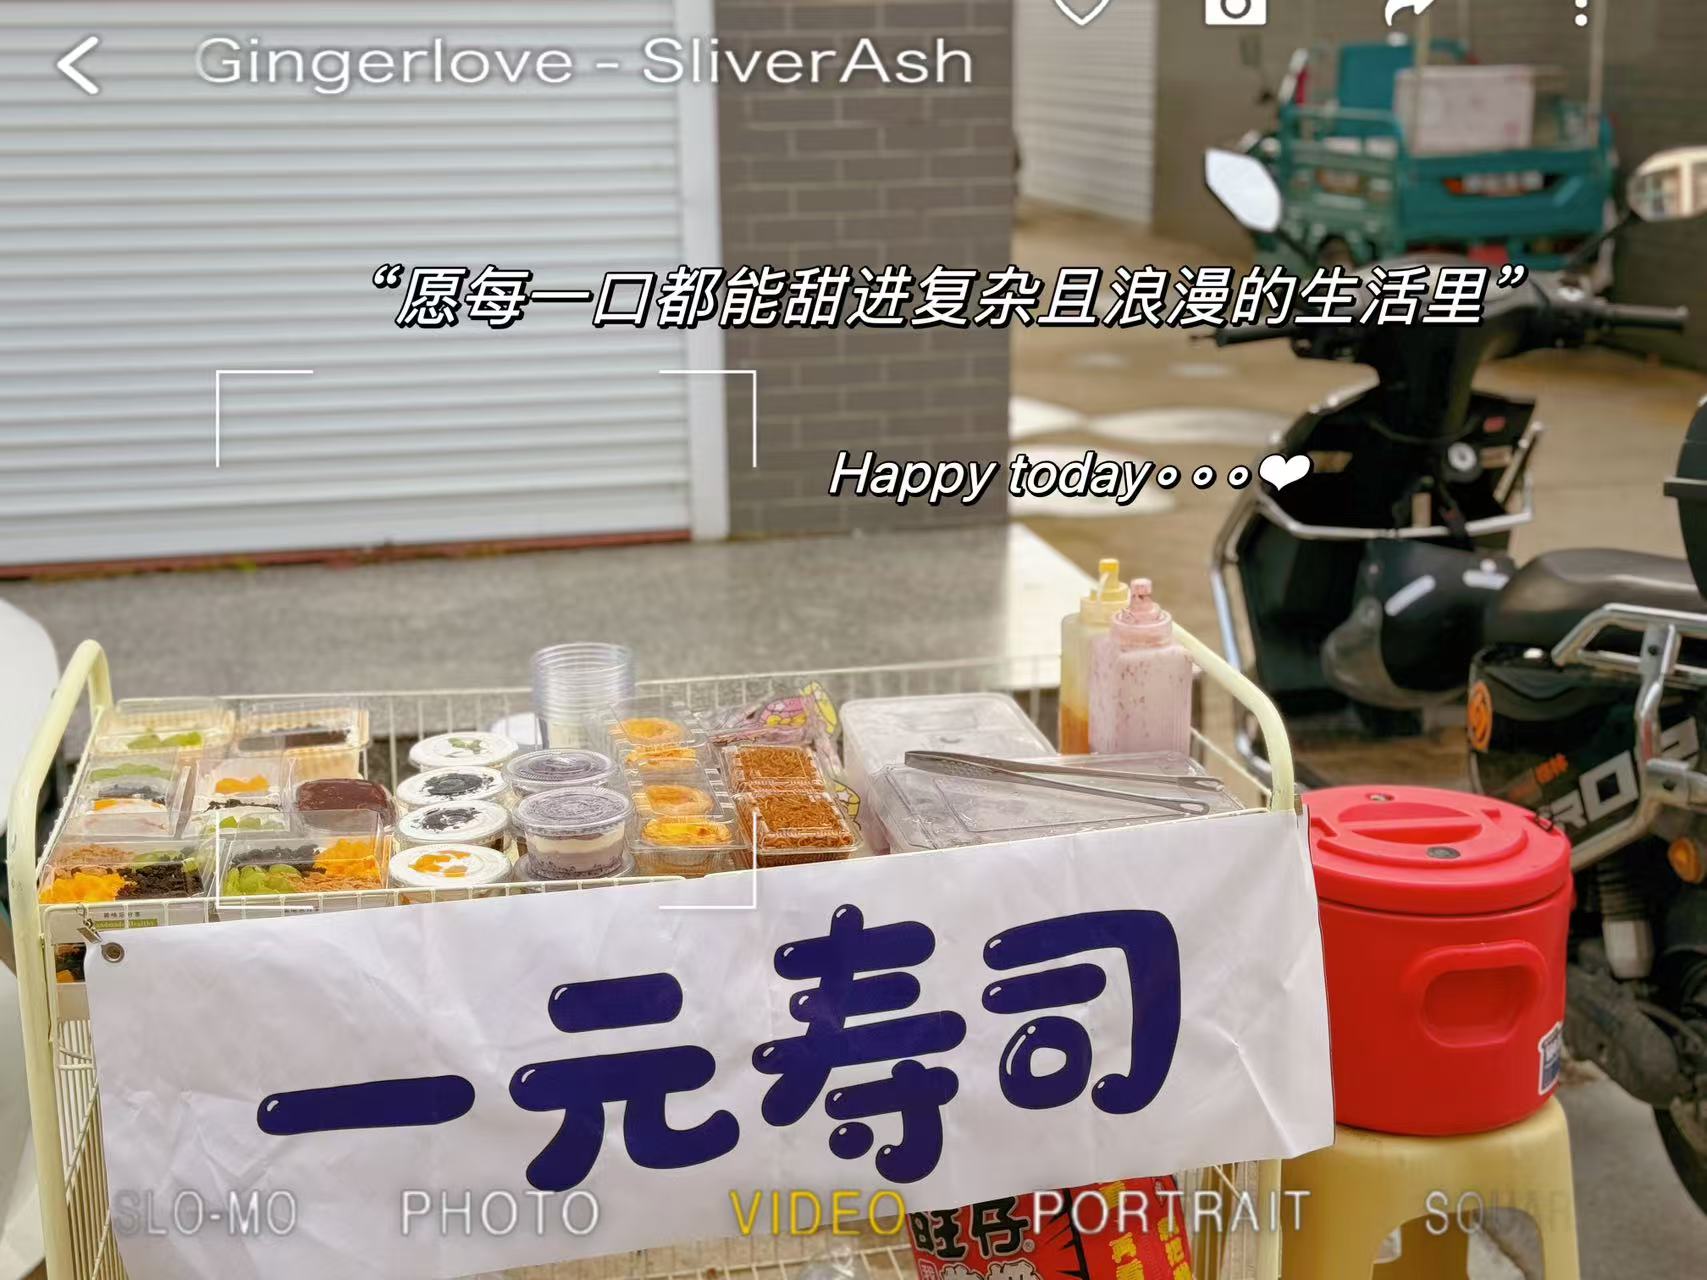 Gingerlove - SliverAsh
“愿每一口都能甜进复杂且浪漫的生活里”
Happy today•••❤
一元寿司
SLO-MO PHOTO VIDEO PORTRAIT SQUAR
旺仔